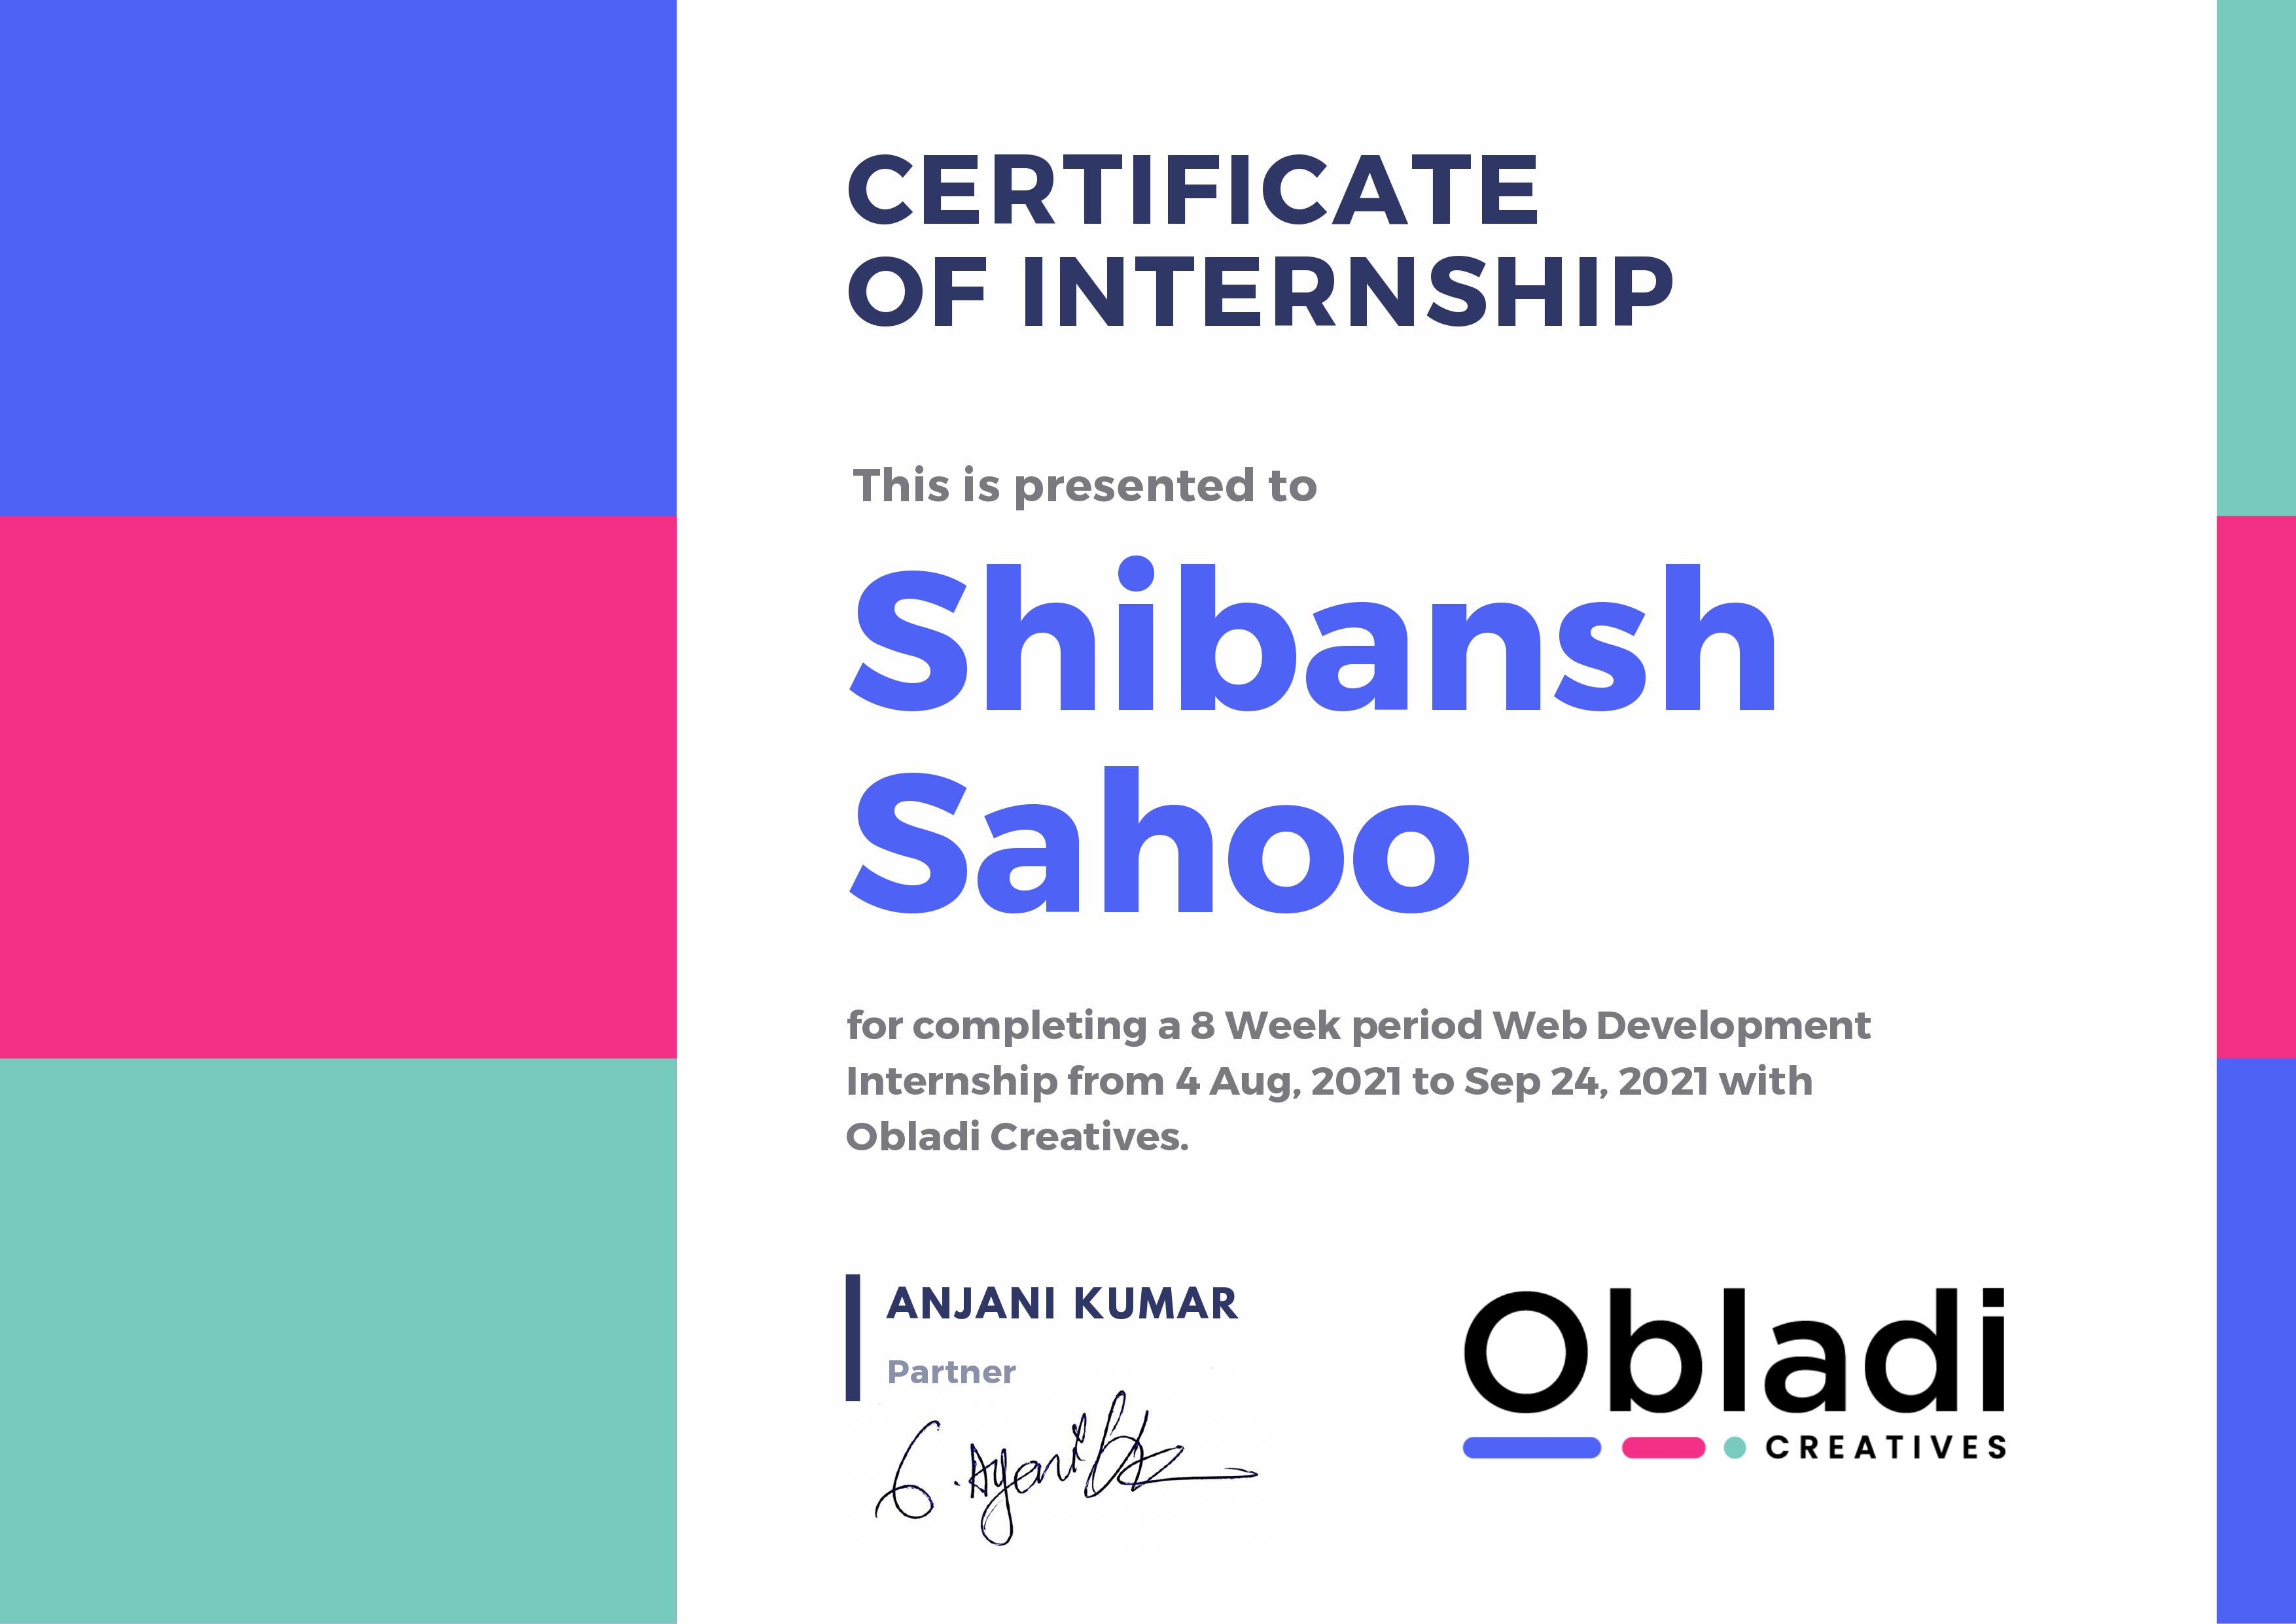 CERTIFICATE
OF INTERNSHIP
This is presented to
Shibansh
Sahoo
for completing a 8 Week period Web Development
Internship from 4 Aug, 2021 to Sep 24, 2021 with
Obladi Creatives.
ANJANI KUMAR
Partner
Obladi
CREATIVES